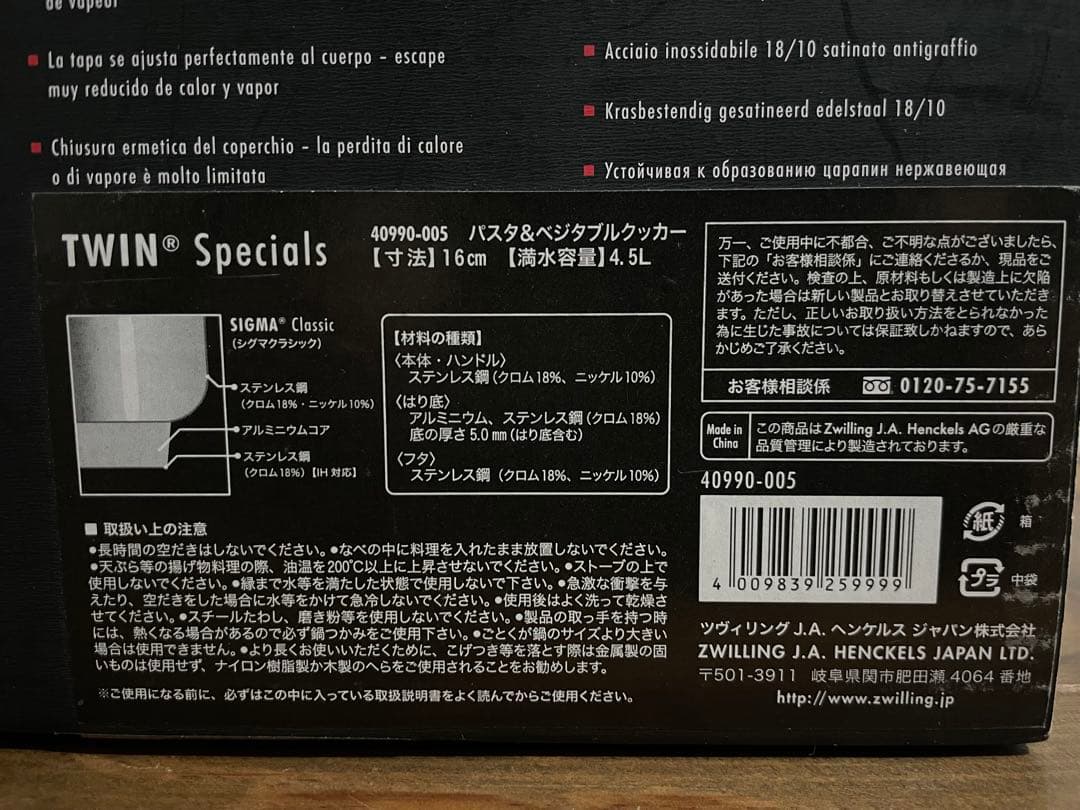 de vapeur
La tapa se ajusta perfectamente al cuerpo - escape
muy reducido de calor y vapor
Chiusura ermetica del coperchio - la perdita di calore
o di vapore è molto limitata
Acciaio inossidabile 18/10 satinato antigraffio
Krasbestendig gesatineerd edelstaal 18/10
Устойчивая к образованию царапин нержавеющая
TWIN® Specials
40990-005 パスタ&ベジタブルクッカー
【寸法】16cm 【満水容量】4.5L
SIGMA® Classic
(シグマクラシック)
ステンレス鋼
(クロム18%・ニッケル10%)
アルミニウムコア
ステンレス鋼
(クロム18%)【IH対応】
【材料の種類】
〈本体・ハンドル〉
ステンレス鋼(クロム18%、ニッケル10%)
〈はり底〉
アルミニウム、ステンレス鋼(クロム18%)
底の厚さ5.0mm(はり底含む)
〈フタ〉
ステンレス鋼(クロム18%、ニッケル10%)
万一、ご使用中に不都合、ご不明な点がございましたら、
下記の「お客様相談係」にご連絡くださるか、現品をご
送付ください。検査の上、原材料もしくは製造上に欠陥
があった場合は新しい製品とお取り替えさせていただき
ます。ただし、正しいお取り扱い方法をとられなかった
為に生じた事故については保証致しかねますので、あら
かじめご了承ください。
お客様相談係 0120-75-7155
Made in
China
この商品はZwilling J.A. Henckels AGの厳重な
品質管理により製造されております。
40990-005
4 009839 259999
紙 箱
プラ 中袋
■ 取扱い上の注意
●長時間の空だきはしないでください。●なべの中に料理を入れたまま放置しないでください。
●天ぷら等の揚げ物料理の際、油温を200℃以上に上昇させないでください。●ストーブの上で
使用しないでください。●縁まで水等を満たした状態で使用しないで下さい。●急激な衝撃を与
えたり、空だきをした場合に水等をかけて急冷しないでください。●使用後はよく洗って乾燥さ
せてください。●スチールたわし、磨き粉等を使用しないでください。●製品の取っ手を持つ時
には、熱くなる場合があるので必ず鍋つかみをご使用下さい。●ごとくが鍋のサイズより大きい
場合は使用できません。●より長くお使いいただくために、こげつき等を落とす際は金属製の固
いものは使用せず、ナイロン樹脂製か木製のへらをご使用されることをお勧めします。
※ご使用になる前に、必ずはこの中に入っている取扱説明書をよく読んでからご使用ください。
ツヴィリング J.A. ヘンケルス ジャパン株式会社
ZWILLING J.A. HENCKELS JAPAN LTD.
〒501-3911 岐阜県関市肥田瀬 4064 番地
http://www.zwilling.jp